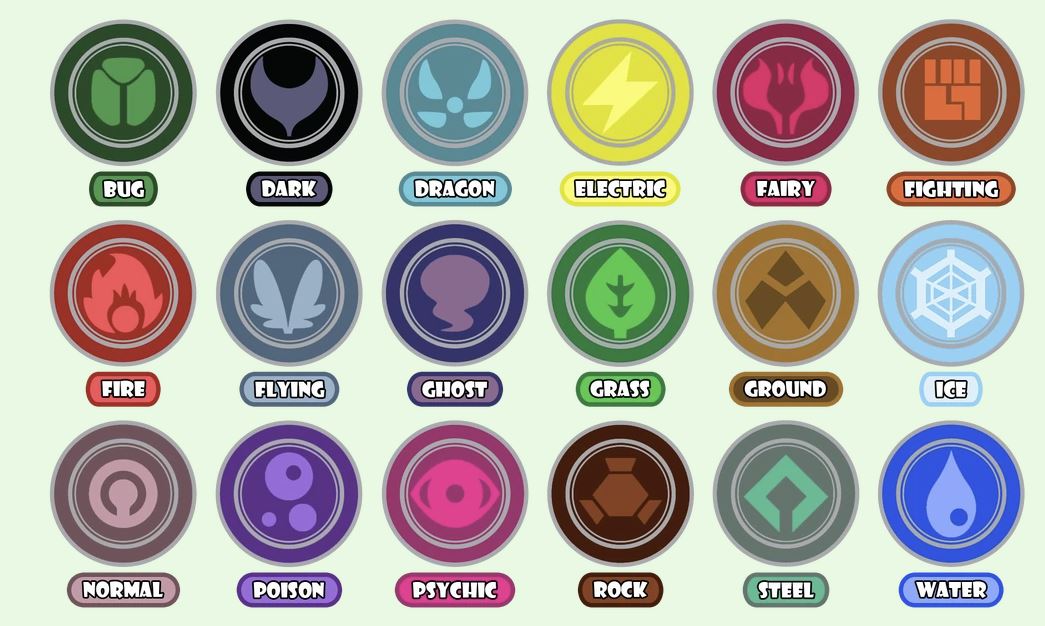 BUG DARK DRAGON ELECTRIC FAIRY FIGHTING
FIRE FLYING GHOST GRASS GROUND ICE
NORMAL POISON PSYCHIC ROCK STEEL WATER